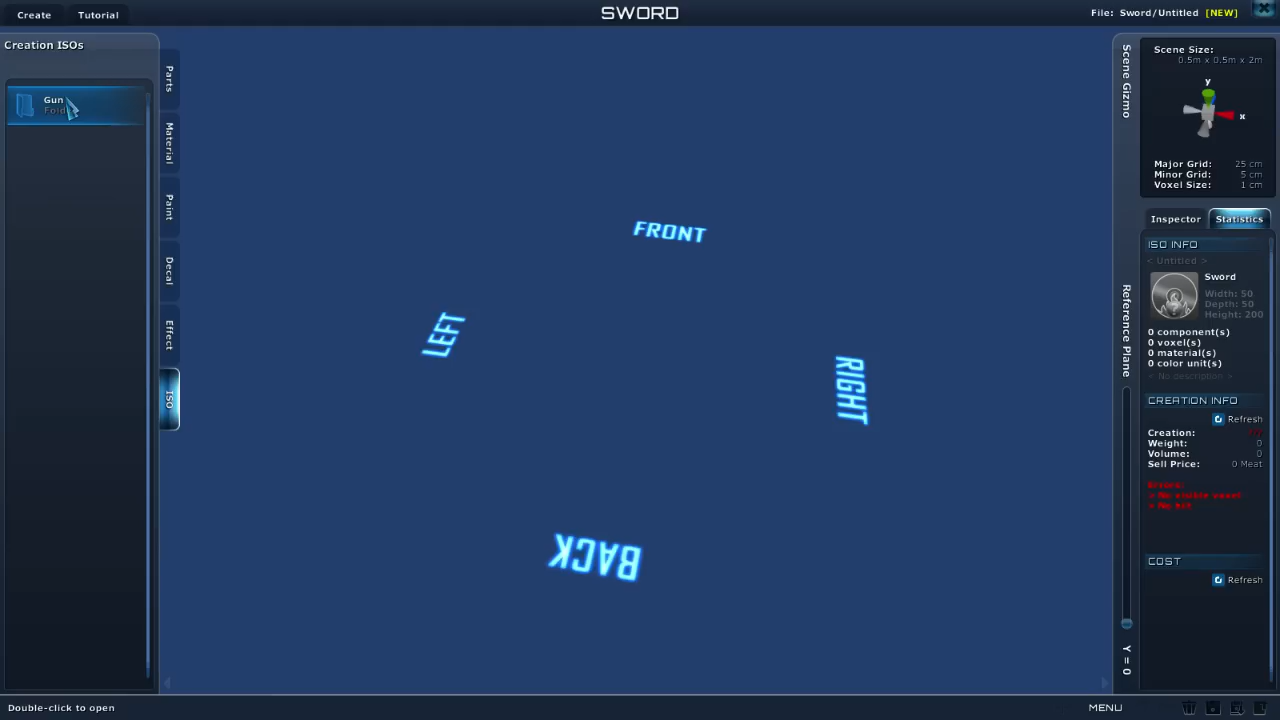 Create
Tutorial
SWORD
File: Sword/Untitled [NEW]
Creation ISOs
Gun
Parts
Material
Paint
Decal
Effect
ISO
FRONT
LEFT
RIGHT
BACK
Scene Gizmo
Scene Size:
0.5m x 0.5m x 2m
y
x
Major Grid: 25 cm
Minor Grid: 5 cm
Voxel Size: 1 cm
Inspector
Statistics
ISO INFO
< Untitled >
Sword
Width: 50
Depth: 50
Height: 200
0 component(s)
0 voxel(s)
0 material(s)
0 color unit(s)
< No description >
CREATION INFO
Refresh
Creation:
Weight: 0
Volume: 0
Sell Price: 0 Meat
Errors:
No visible voxel
COST
Refresh
Reference Plane
Y = 0
Double-click to open
MENU